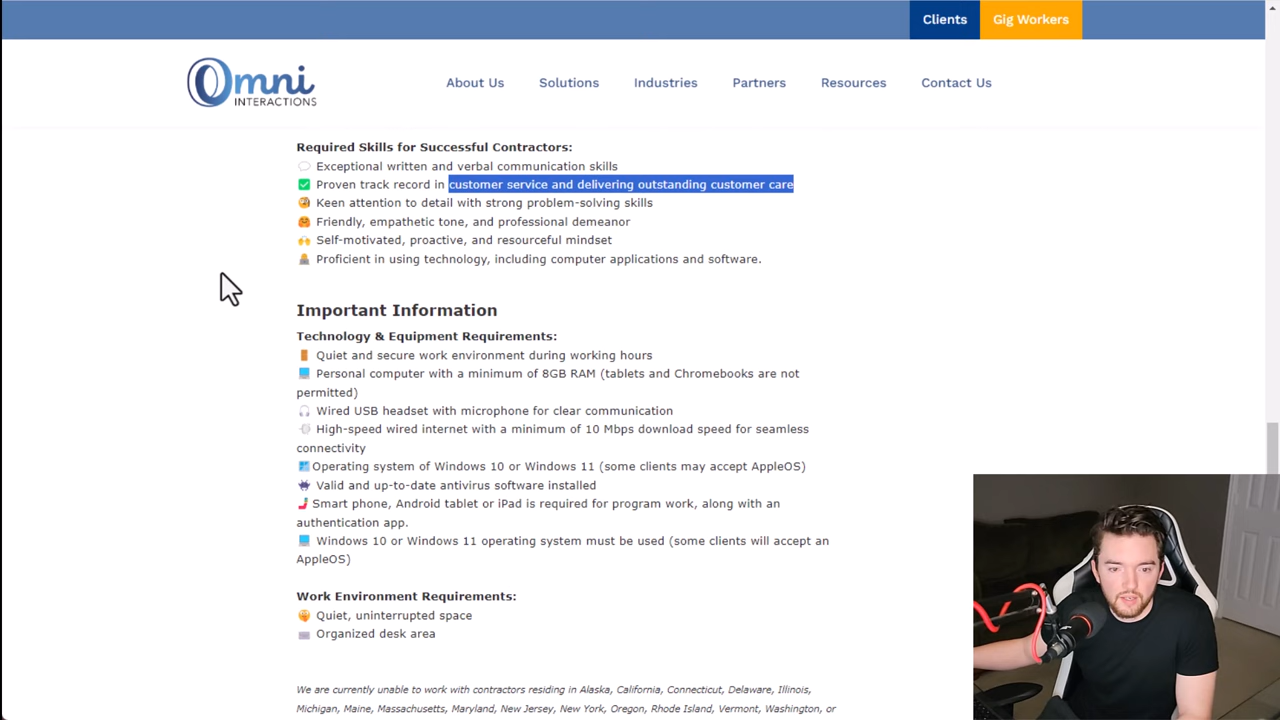 Clients
Gig Workers
Omni
INTERACTIONS
About Us
Solutions
Industries
Partners
Resources
Contact Us
Required Skills for Successful Contractors:
Exceptional written and verbal communication skills
Proven track record in customer service and delivering outstanding customer care
Keen attention to detail with strong problem-solving skills
Friendly, empathetic tone, and professional demeanor
Self-motivated, proactive, and resourceful mindset
Proficient in using technology, including computer applications and software.
Important Information
Technology & Equipment Requirements:
Quiet and secure work environment during working hours
Personal computer with a minimum of 8GB RAM (tablets and Chromebooks are not
permitted)
Wired USB headset with microphone for clear communication
High-speed wired internet with a minimum of 10 Mbps download speed for seamless
connectivity
Operating system of Windows 10 or Windows 11 (some clients may accept AppleOS)
Valid and up-to-date antivirus software installed
Smart phone, Android tablet or iPad is required for program work, along with an
authentication app.
Windows 10 or Windows 11 operating system must be used (some clients will accept an
AppleOS)
Work Environment Requirements:
Quiet, uninterrupted space
Organized desk area
We are currently unable to work with contractors residing in Alaska, California, Connecticut, Delaware, Illinois,
Michigan, Maine, Massachusetts, Maryland, New Jersey, New York, Oregon, Rhode Island, Vermont, Washington, or